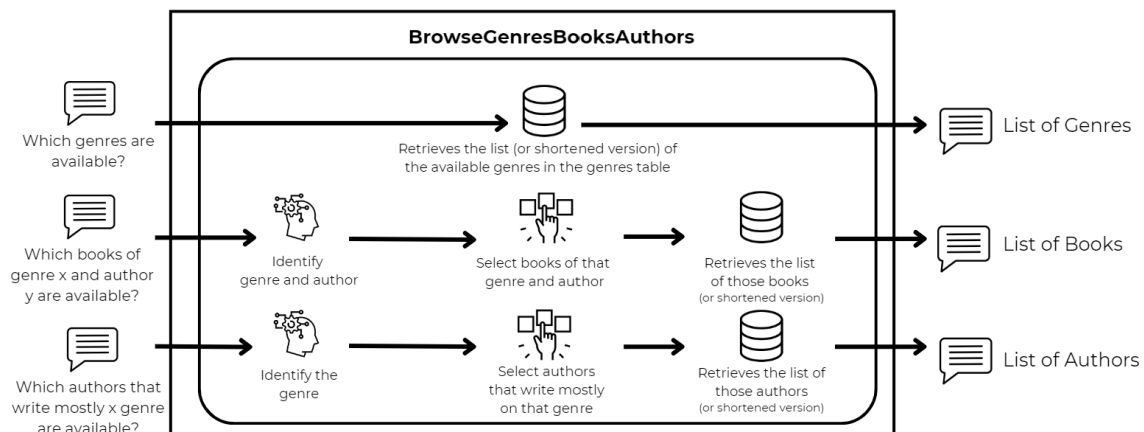 BrowseGenresBooksAuthors
Which genres are
available?
Retrieves the list (or shortened version) of
the available genres in the genres table
List of Genres
Which books of
genre x and author
y are available?
Identify
genre and author
Select books of that
genre and author
Retrieves the list
of those books
(or shortened version)
List of Books
Which authors that
write mostly x genre
are available?
Identify the
genre
Select authors
that write mostly
on that genre
Retrieves the list of
those authors
(or shortened version)
List of Authors